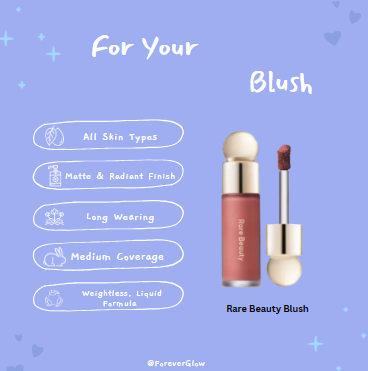 For Your
Blush
All Skin Types
Matte & Radiant Finish
Long Wearing
Medium Coverage
Weightless, Liquid
Formula
Rare Beauty
Rare Beauty Blush
@ForeverGlow